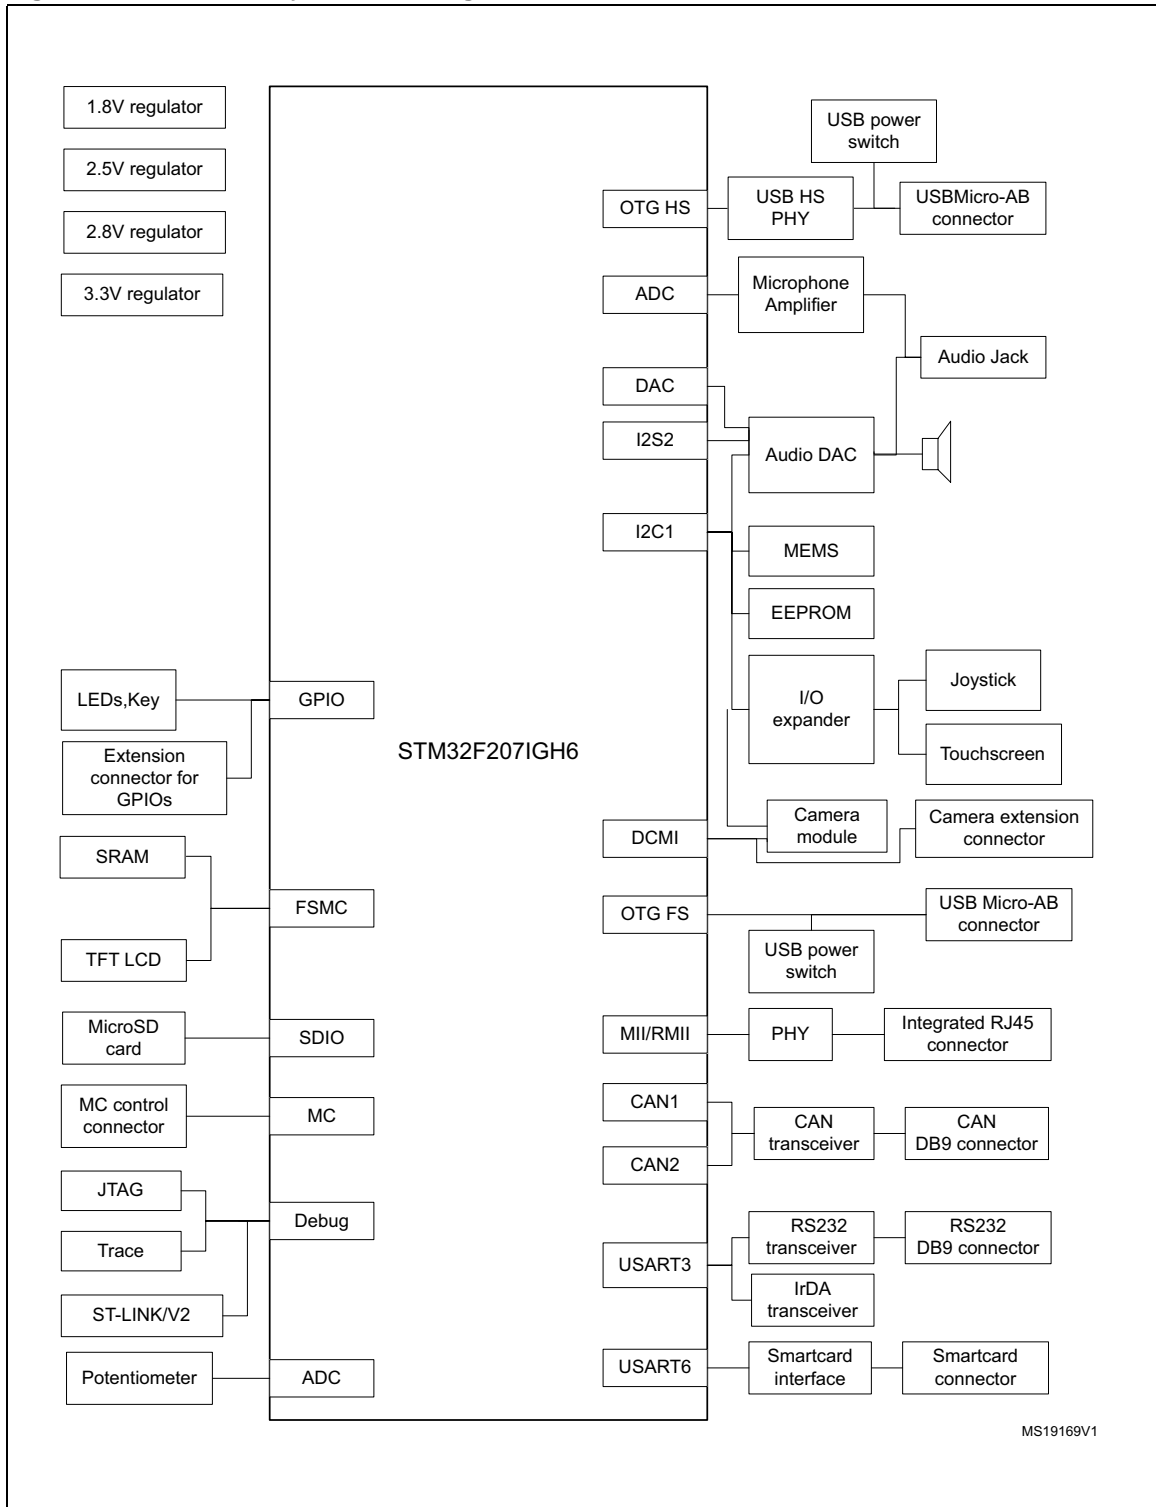 1.8V regulator
2.5V regulator
2.8V regulator
3.3V regulator
LEDs,Key
Extension
connector for
GPIOs
SRAM
TFT LCD
MicroSD
card
MC control
connector
JTAG
Trace
ST-LINK/V2
Potentiometer
GPIO
FSMC
SDIO
MC
Debug
ADC
STM32F207IGH6
OTG HS
ADC
DAC
I2S2
I2C1
DCMI
OTG FS
MII/RMII
CAN1
CAN2
USART3
USART6
USB power
switch
USB HS
PHY
USBMicro-AB
connector
Microphone
Amplifier
Audio Jack
Audio DAC
MEMS
EEPROM
I/O
expander
Joystick
Touchscreen
Camera
module
Camera extension
connector
USB Micro-AB
connector
USB power
switch
PHY
Integrated RJ45
connector
CAN
transceiver
CAN
DB9 connector
RS232
transceiver
RS232
DB9 connector
IrDA
transceiver
Smartcard
interface
Smartcard
connector
MS19169V1